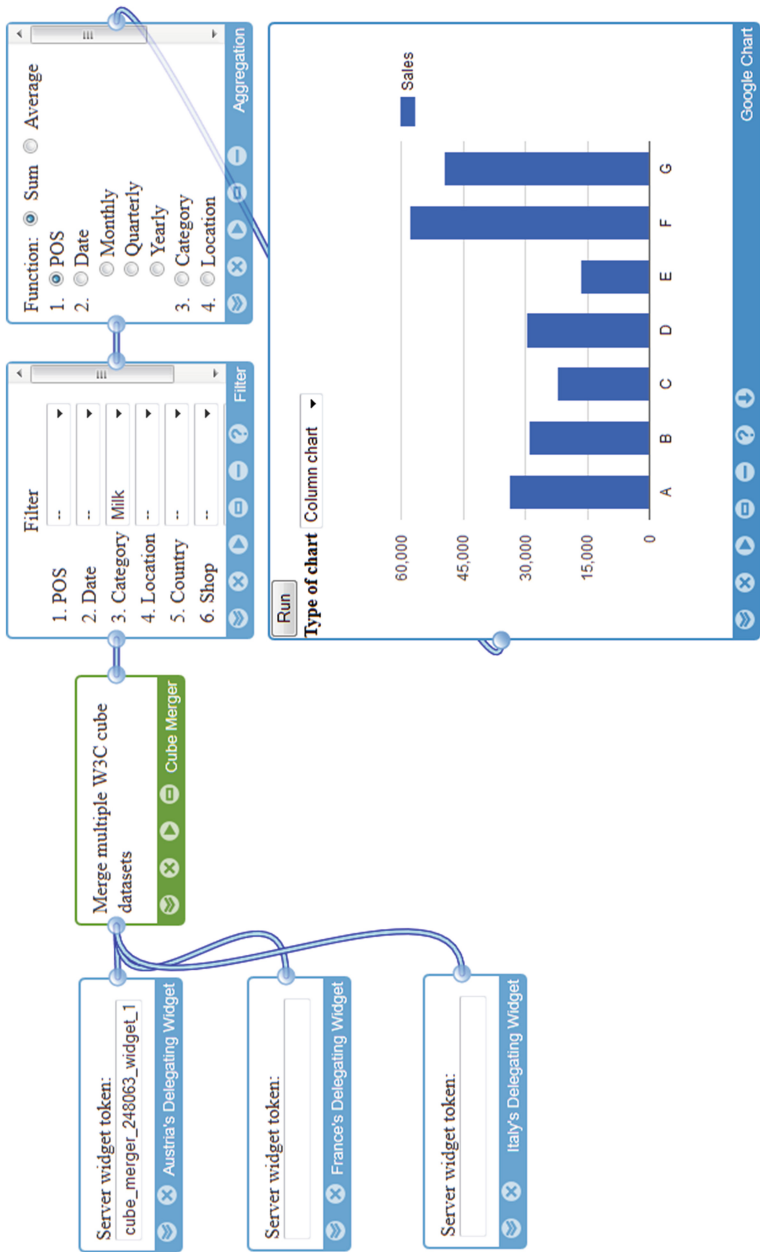 Server widget token:
cube_merger_248063_widget_1
Austria's Delegating Widget
Server widget token:
France's Delegating Widget
Server widget token:
Italy's Delegating Widget
Merge multiple W3C cube
datasets
Cube Merger
Filter
1. POS --
2. Date --
3. Category Milk
4. Location --
5. Country --
6. Shop --
Filter
Function: Sum Average
1. POS
2. Date
Monthly
Quarterly
Yearly
3. Category
4. Location
Aggregation
Run
Type of chart Column chart
60,000
45,000
30,000
15,000
0
A B C D E F G
Sales
Google Chart